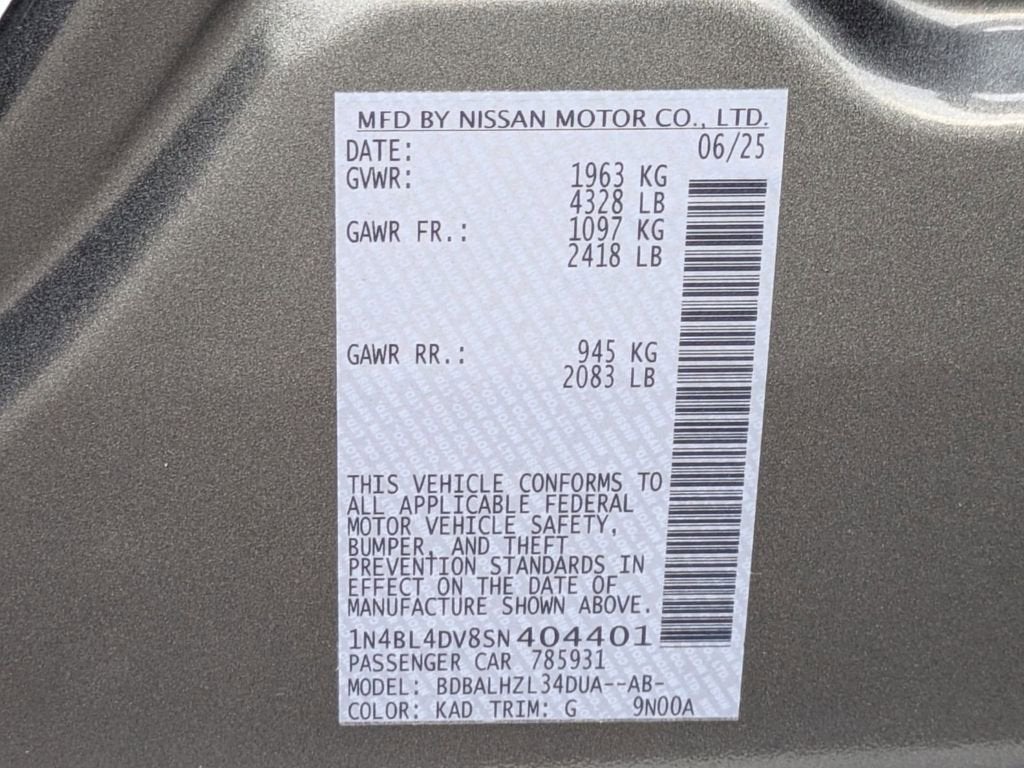 MFD BY NISSAN MOTOR CO., LTD.
DATE: 06/25
GVWR: 1963 KG
4328 LB
GAWR FR.: 1097 KG
2418 LB
GAWR RR.: 945 KG
2083 LB
THIS VEHICLE CONFORMS TO
ALL APPLICABLE FEDERAL
MOTOR VEHICLE SAFETY,
BUMPER, AND THEFT
PREVENTION STANDARDS IN
EFFECT ON THE DATE OF
MANUFACTURE SHOWN ABOVE.
1N4BL4DV8SN404401
PASSENGER CAR 785931
MODEL: BDBALHZL34DUA--AB-
COLOR: KAD TRIM: G 9N00A